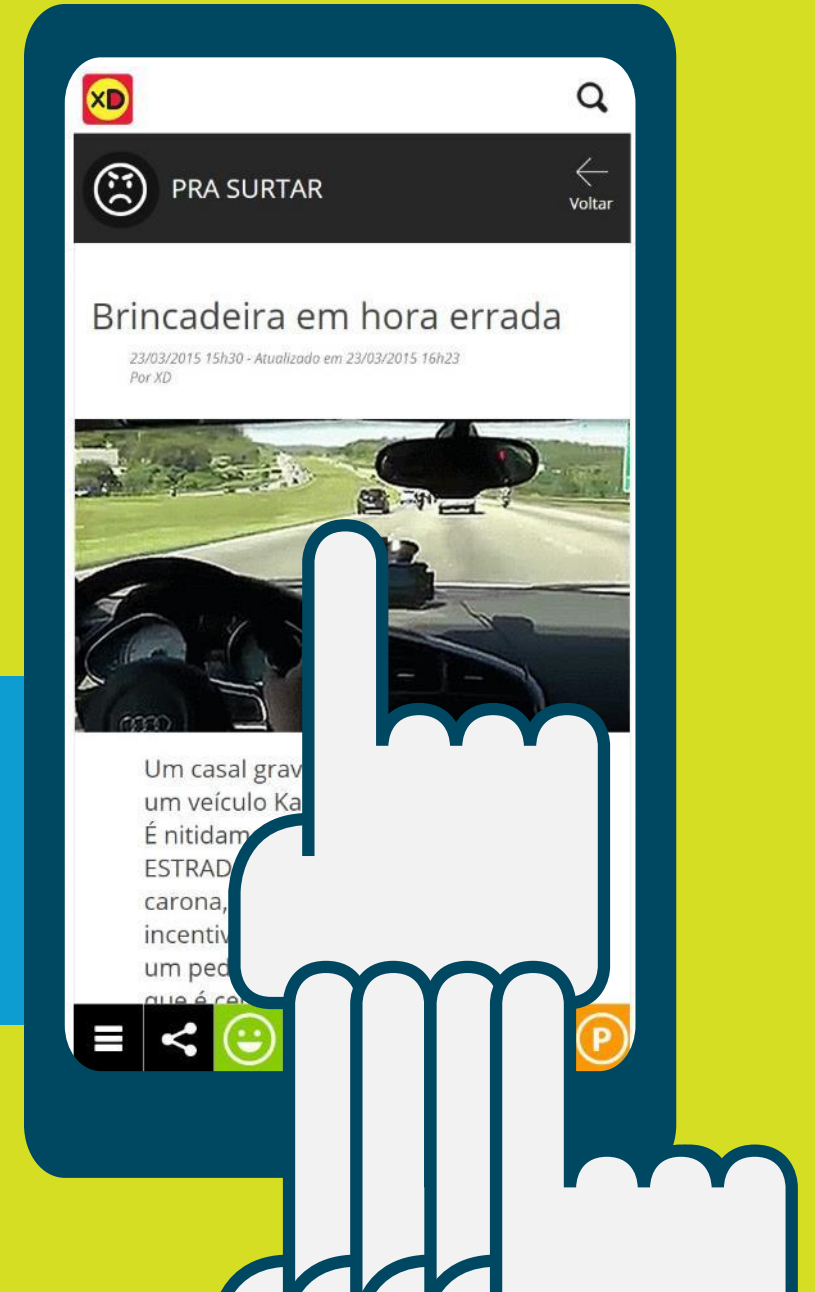 XD
PRA SURTAR
Voltar
Brincadeira em hora errada
23/03/2015 15h30 - Atualizado em 23/03/2015 16h23
Por XD
Um casal grav
um veículo Ka
É nitidam
ESTRAD
carona,
incentiv
um ped
que é
P